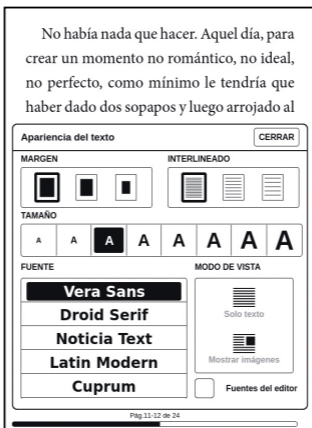 No había nada que hacer. Aquel día, para
crear un momento no romántico, no ideal,
no perfecto, como mínimo le tendría que
haber dado dos sopapos y luego arrojado al
Apariencia del texto
CERRAR
MARGEN
INTERLINEADO
TAMAÑO
A A A A A A A A
FUENTE
MODO DE VISTA
Vera Sans
Droid Serif
Noticia Text
Latin Modern
Cuprum
Solo texto
Mostrar imágenes
Fuentes del editor
Pág.11-12 de 24